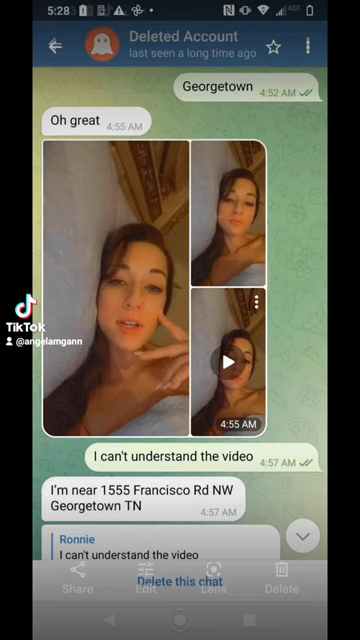 5:28
Deleted Account
last seen a long time ago
Georgetown 4:52 AM
Oh great 4:55 AM
4:55 AM
TikTok
@angelamgann
I can't understand the video 4:57 AM
I'm near 1555 Francisco Rd NW
Georgetown TN 4:57 AM
Ronnie
I can't understand the video
Delete this chat
Share Edit Lens Delete